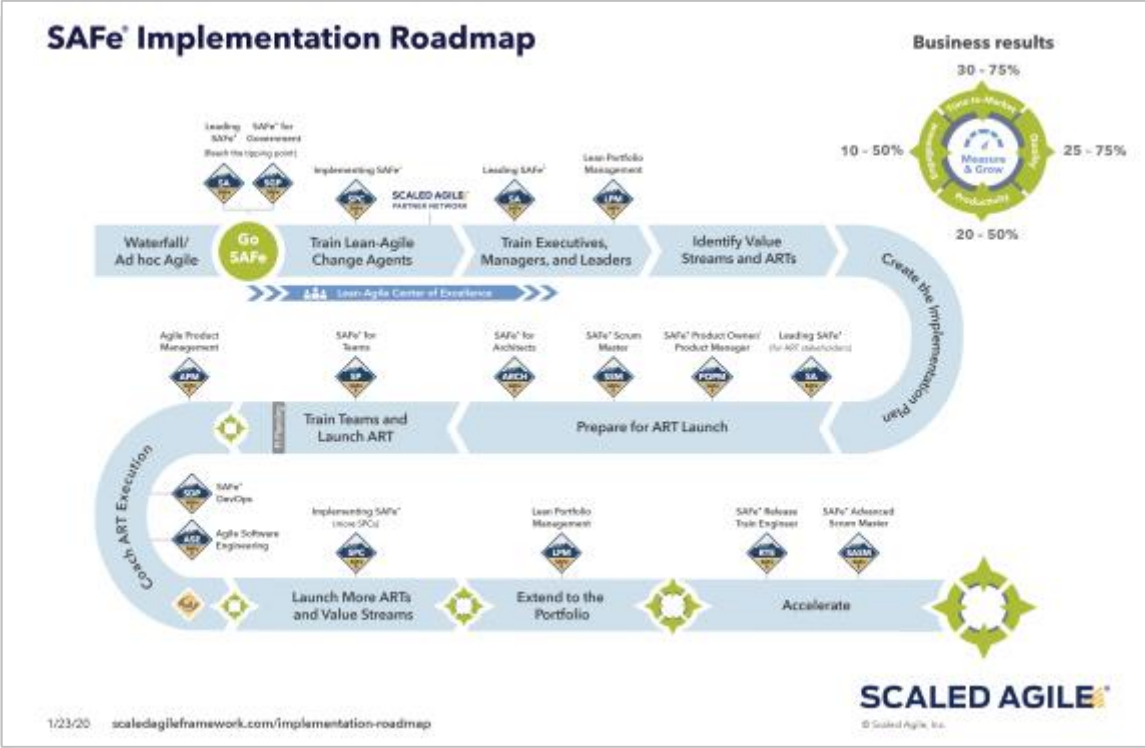 SAFe® Implementation Roadmap
Business results
30 – 75%
Time-to-Market
10 – 50%
Engagement
Measure
& Grow
Quality
25 – 75%
Productivity
20 – 50%
Leading
SAFe®
SAFe® for
Government
(Reach the tipping point)
SA
SGP
Implementing SAFe®
SPC
SCALED AGILE®
PARTNER NETWORK
Leading SAFe®
SA
Lean Portfolio
Management
LPM
Waterfall/
Ad hoc Agile
Go
SAFe
Train Lean-Agile
Change Agents
Train Executives,
Managers, and Leaders
Identify Value
Streams and ARTs
Create the Implementation Plan
Lean-Agile Center of Excellence
Agile Product
Management
APM
SAFe® for
Teams
SP
SAFe® for
Architects
ARCH
SAFe® Scrum
Master
SSM
SAFe® Product Owner/
Product Manager
POPM
Leading SAFe®
(for ART stakeholders)
SA
Train Teams and
Launch ART
Prepare for ART Launch
Coach ART Execution
SDP
SAFe®
DevOps
ASE
Agile Software
Engineering
Implementing SAFe®
(more SPCs)
SPC
Lean Portfolio
Management
LPM
SAFe® Release
Train Engineer
RTE
SAFe® Advanced
Scrum Master
SASM
Launch More ARTs
and Value Streams
Extend to the
Portfolio
Accelerate
SCALED AGILE®
© Scaled Agile, Inc.
1/23/20 scaledagileframework.com/implementation-roadmap